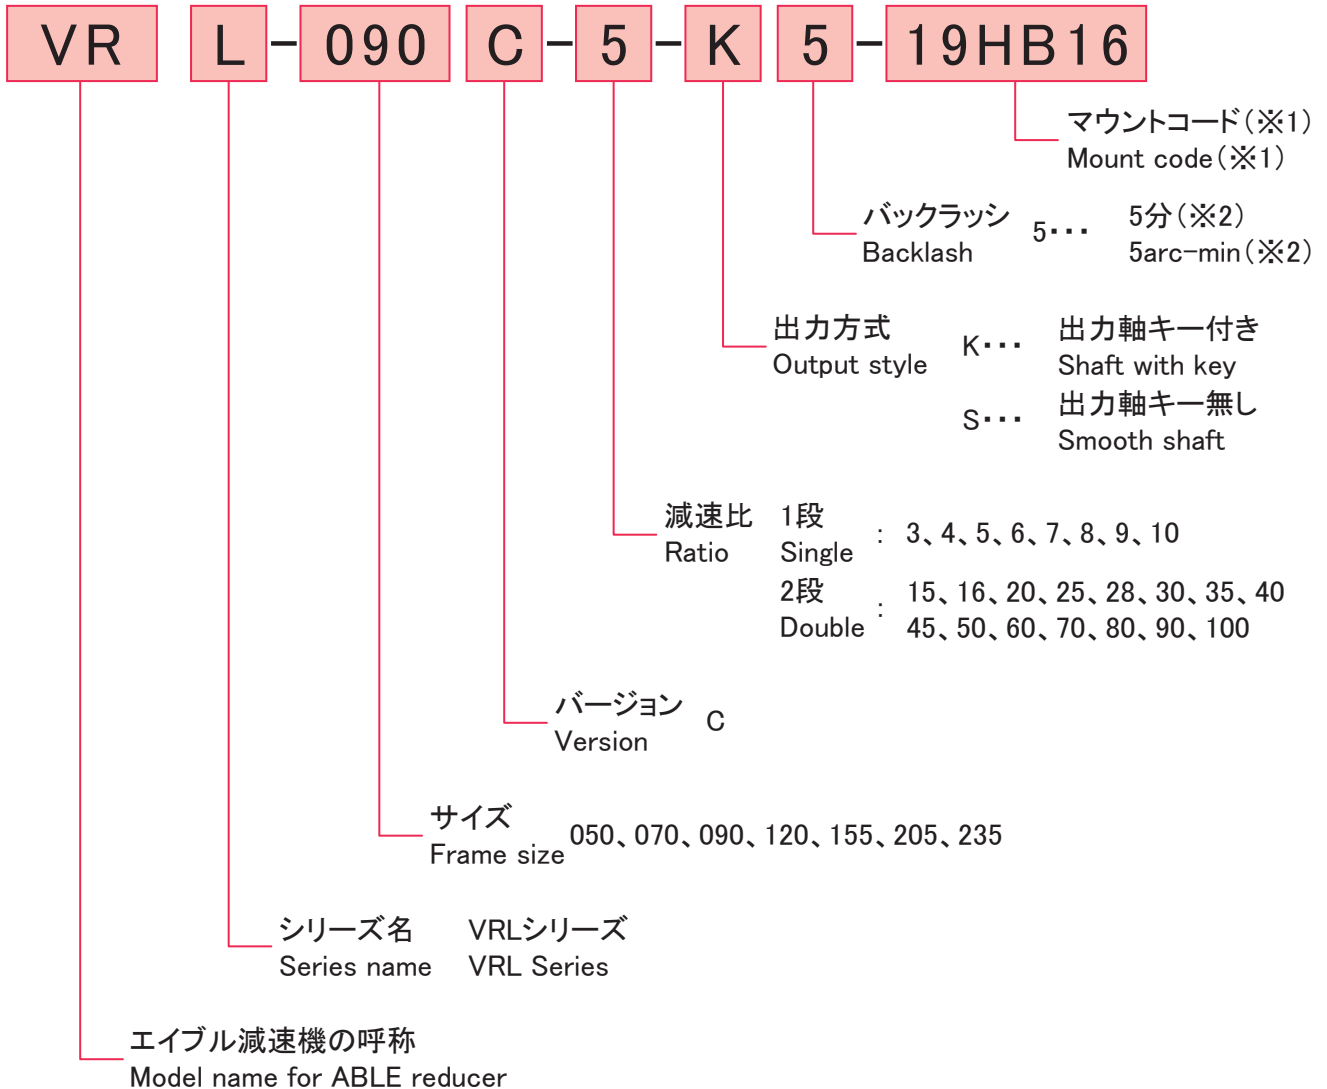 VR L-090 C-5-K 5-19HB16
マウントコード(※1)
Mount code(※1)
バックラッシ 5・・・ 5分(※2)
Backlash 5arc-min(※2)
出力方式 K・・・ 出力軸キー付き
Output style Shaft with key
S・・・ 出力軸キー無し
Smooth shaft
減速比 1段 : 3、4、5、6、7、8、9、10
Ratio Single
2段 : 15、16、20、25、28、30、35、40
Double 45、50、60、70、80、90、100
バージョン C
Version
サイズ 050、070、090、120、155、205、235
Frame size
シリーズ名 VRLシリーズ
Series name VRL Series
エイブル減速機の呼称
Model name for ABLE reducer